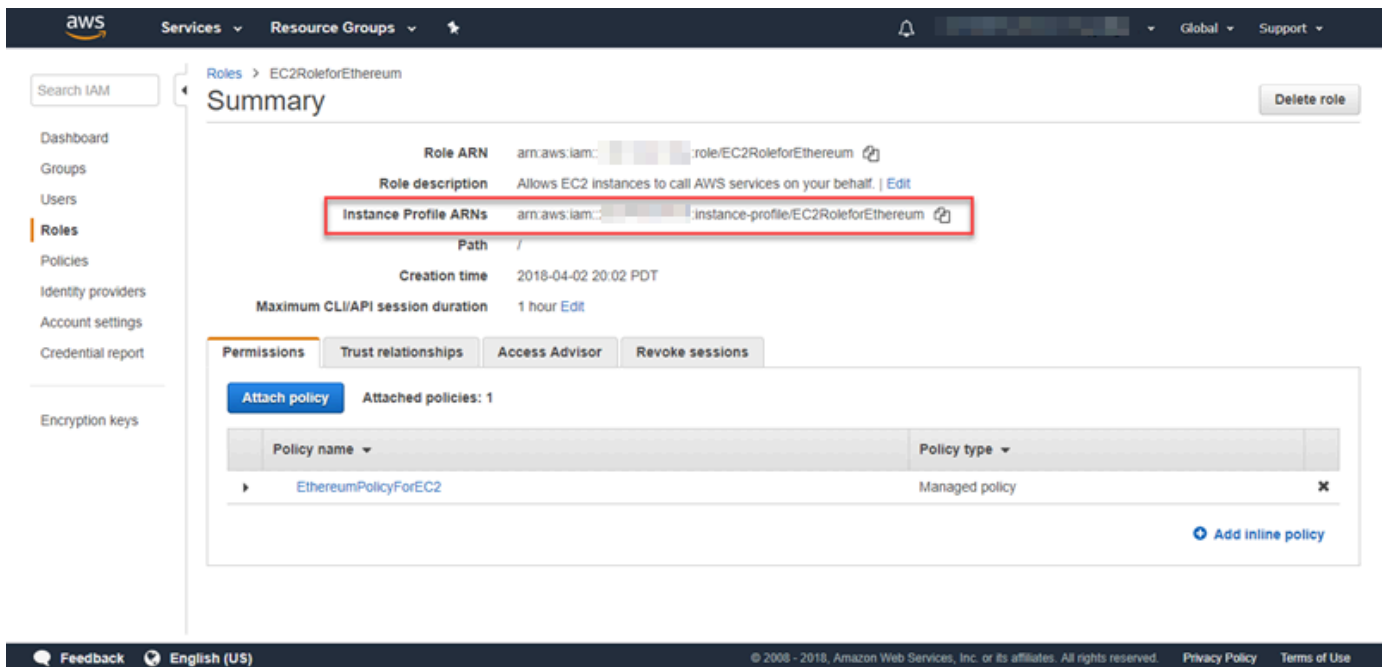 aws Services Resource Groups Global Support
Search IAM
Dashboard
Groups
Users
Roles
Policies
Identity providers
Account settings
Credential report
Encryption keys
Roles > EC2RoleforEthereum
Summary
Delete role
Role ARN arn:aws:iam:: :role/EC2RoleforEthereum
Role description Allows EC2 instances to call AWS services on your behalf. | Edit
Instance Profile ARNs arn:aws:iam:: :instance-profile/EC2RoleforEthereum
Path /
Creation time 2018-04-02 20:02 PDT
Maximum CLI/API session duration 1 hour Edit
Permissions Trust relationships Access Advisor Revoke sessions
Attach policy Attached policies: 1
Policy name Policy type
EthereumPolicyForEC2 Managed policy
Add inline policy
Feedback English (US) © 2008 - 2018, Amazon Web Services, Inc. or its affiliates. All rights reserved. Privacy Policy Terms of Use